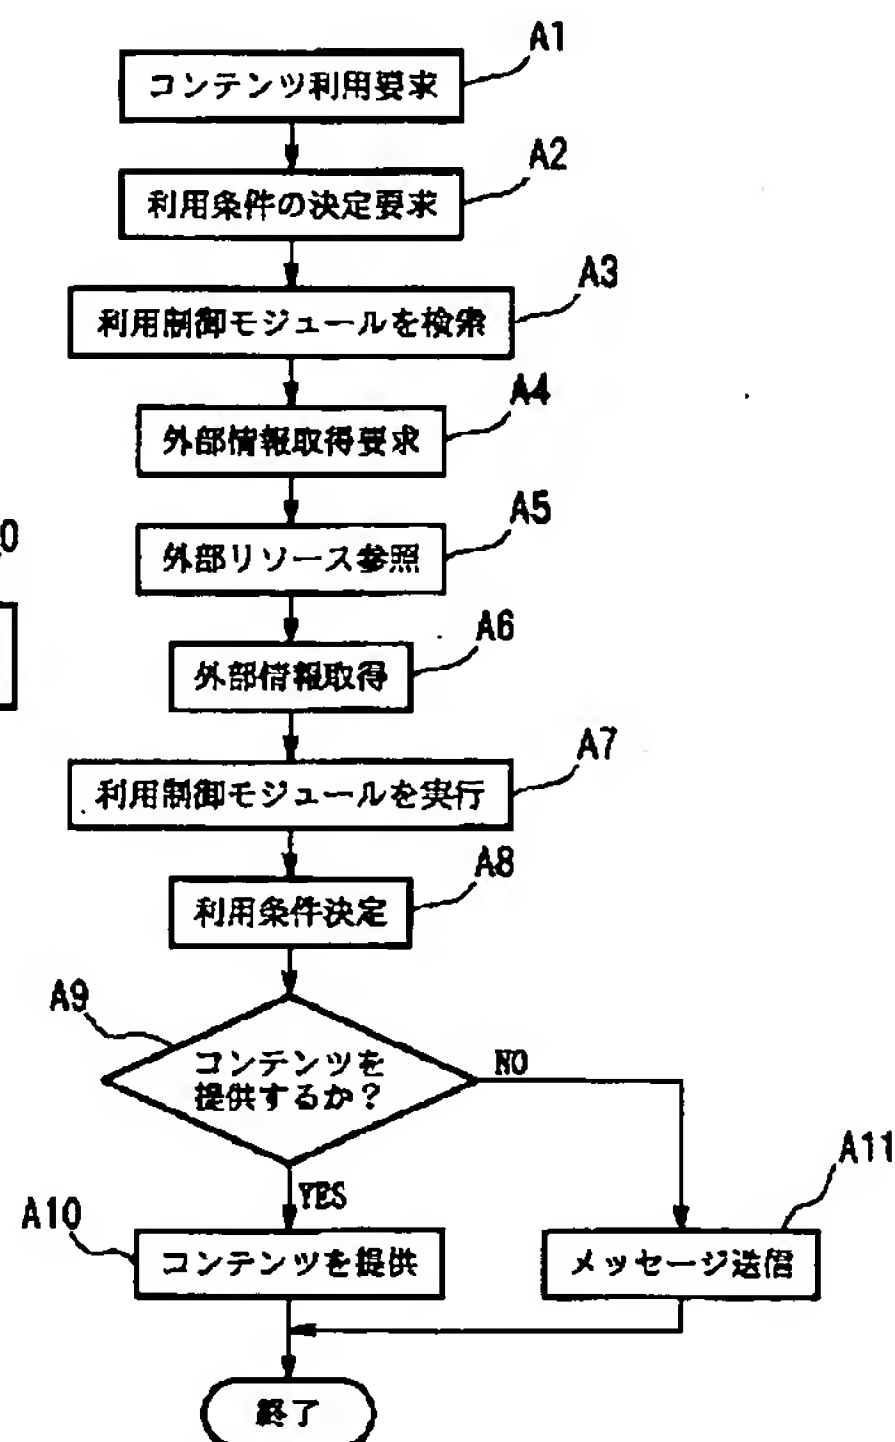 A1
コンテンツ利用要求
A2
利用条件の決定要求
A3
利用制御モジュールを検索
A4
外部情報取得要求
A5
外部リソース参照
0
A6
外部情報取得
A7
利用制御モジュールを実行
A8
利用条件決定
A9
コンテンツを
提供するか?
NO
YES
A10
コンテンツを提供
A11
メッセージ送信
終了